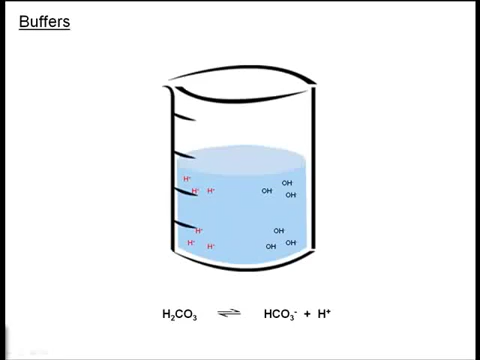 Buffers
H⁺
OH
H⁺ H⁺ OH OH
H⁺ OH
H⁺ H⁺ OH OH
H₂CO₃ ⇌ HCO₃⁻ + H⁺